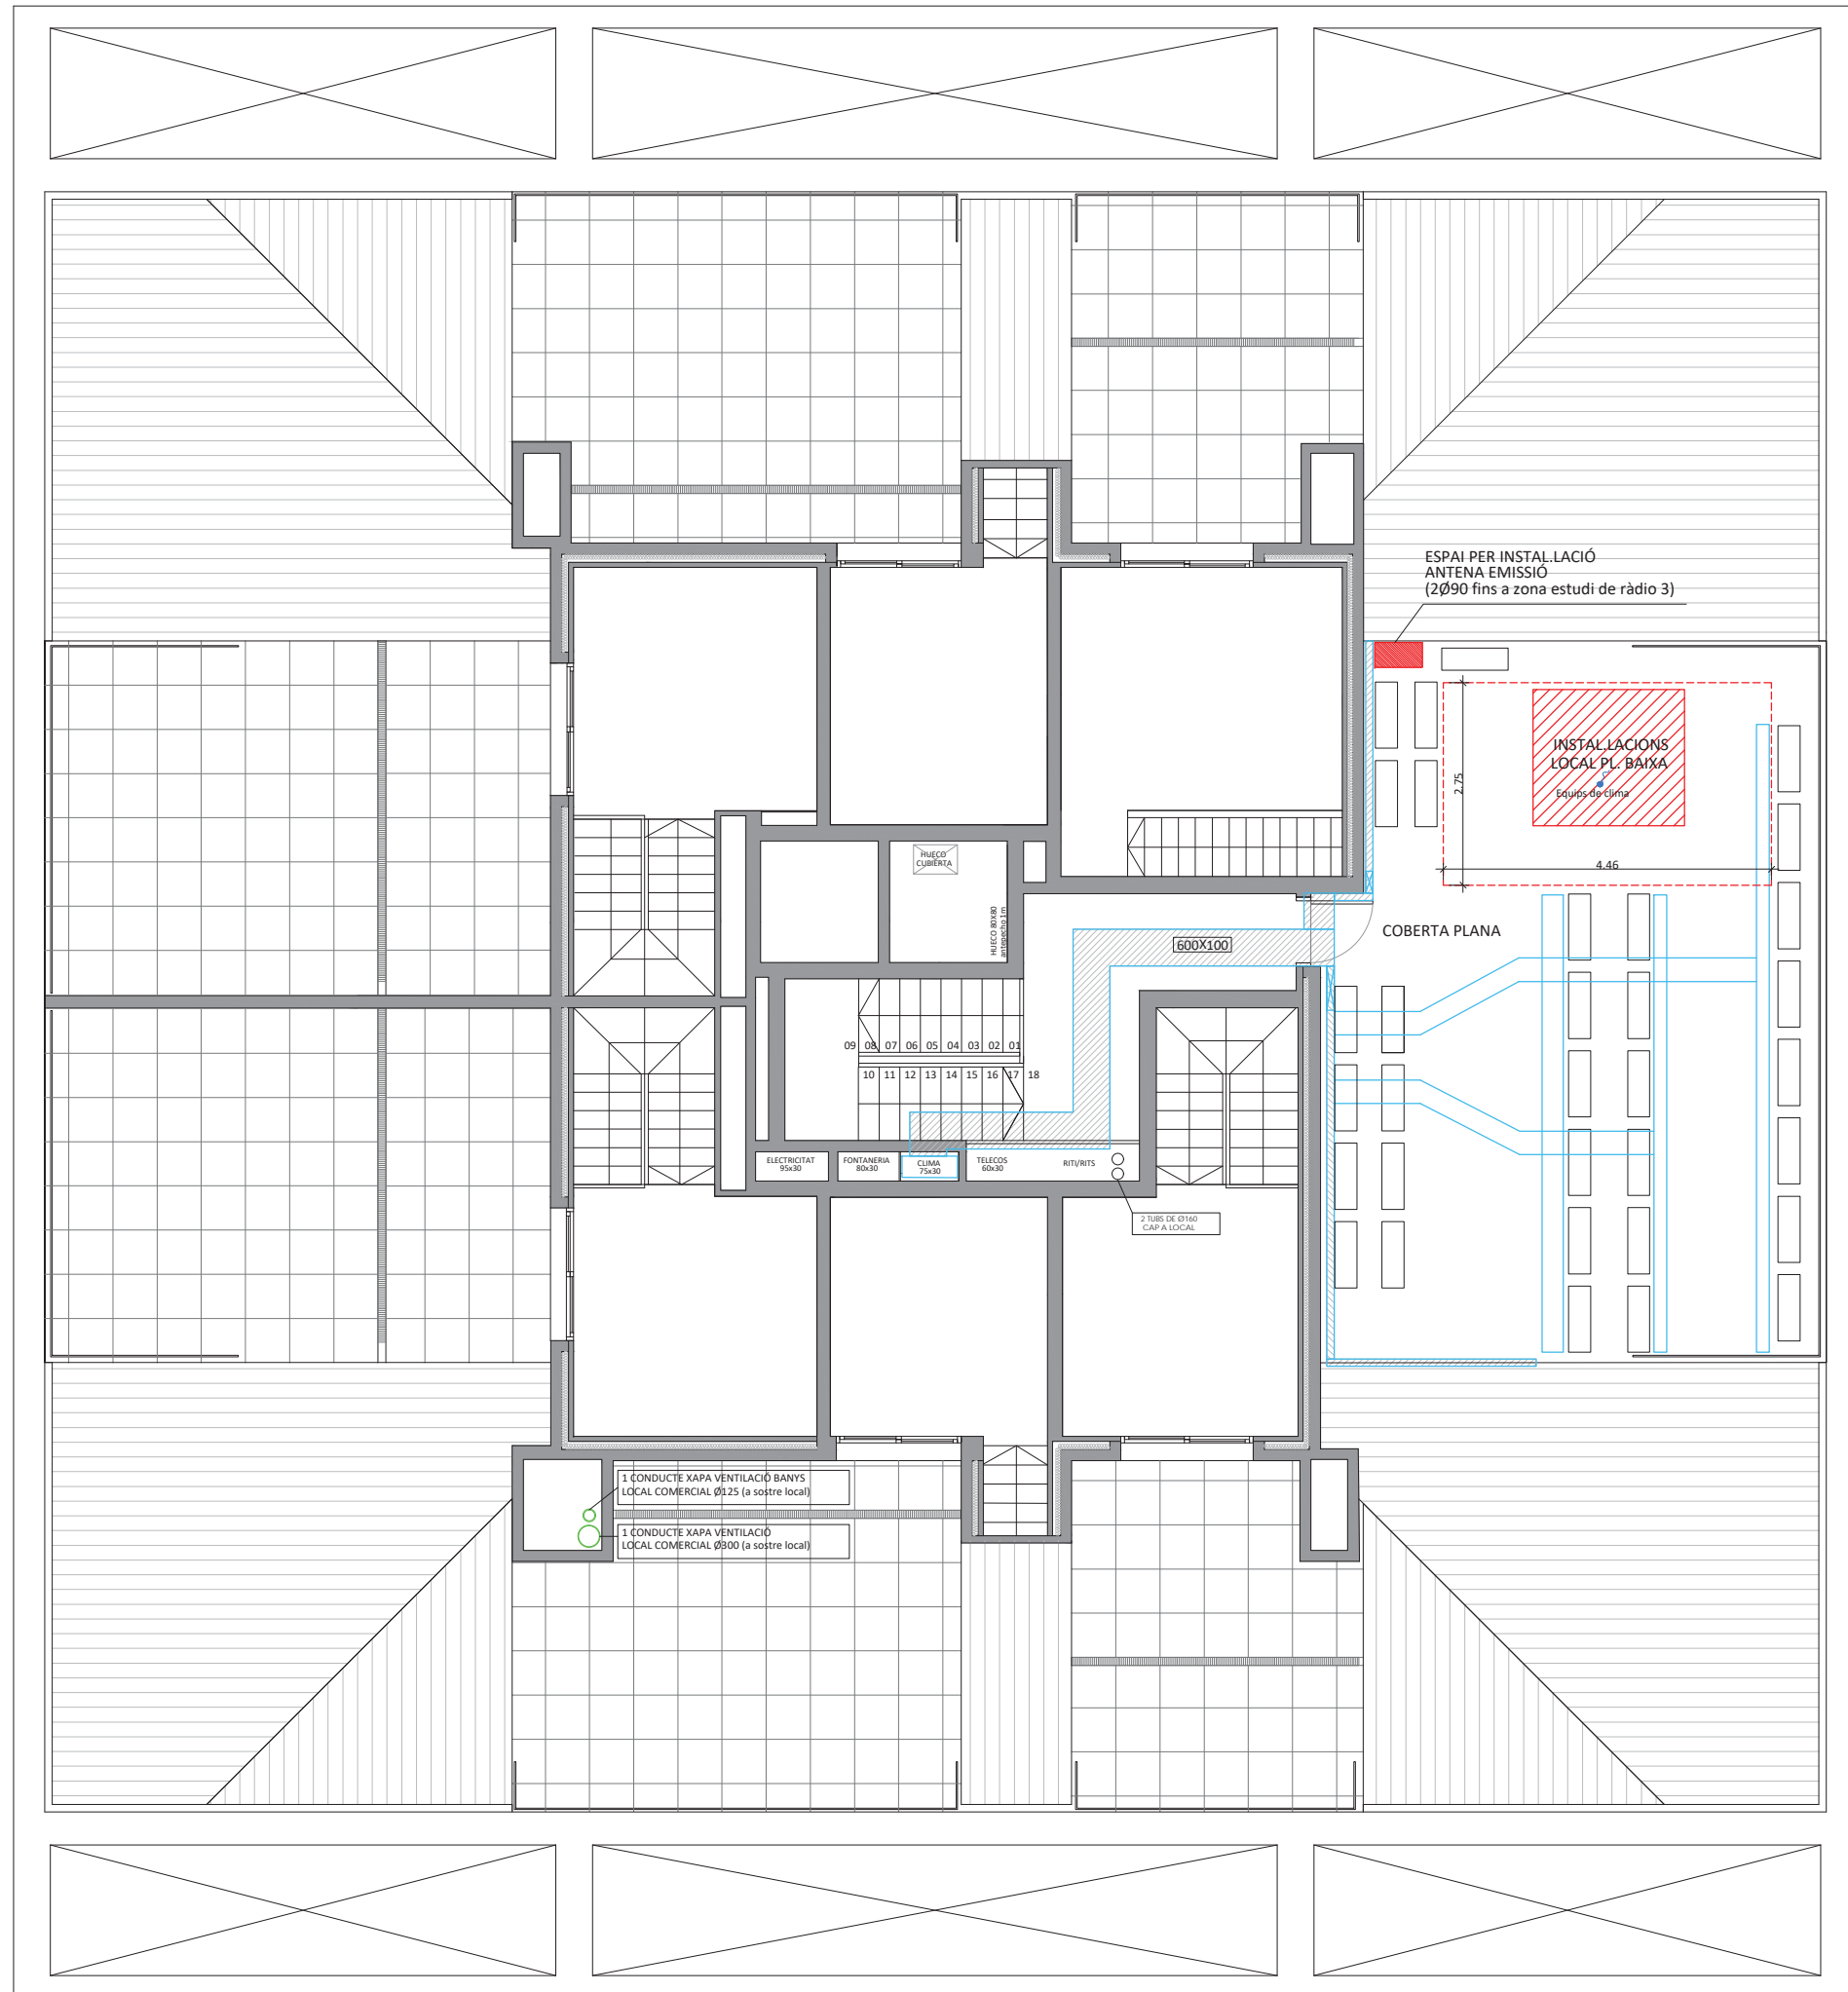 ESPAI PER INSTAL.LACIÓ
ANTENA EMISSIÓ
(2Ø90 fins a zona estudi de ràdio 3)
INSTAL.LACIONS
LOCAL PL. BAIXA
Equips de clima
2.75
4.46
HUECO
CUBIERTA
HUECO 80X80
antepecho 1m
600X100
COBERTA PLANA
09 08 07 06 05 04 03 02 01
10 11 12 13 14 15 16 17 18
ELECTRICITAT
95x30
FONTANERIA
80x30
CLIMA
75x30
TELECOS
60x30
RITI/RITS
2 TUBS DE Ø160
CAP A LOCAL
1 CONDUCTE XAPA VENTILACIÓ BANYS
LOCAL COMERCIAL Ø125 (a sostre local)
1 CONDUCTE XAPA VENTILACIÓ
LOCAL COMERCIAL Ø300 (a sostre local)